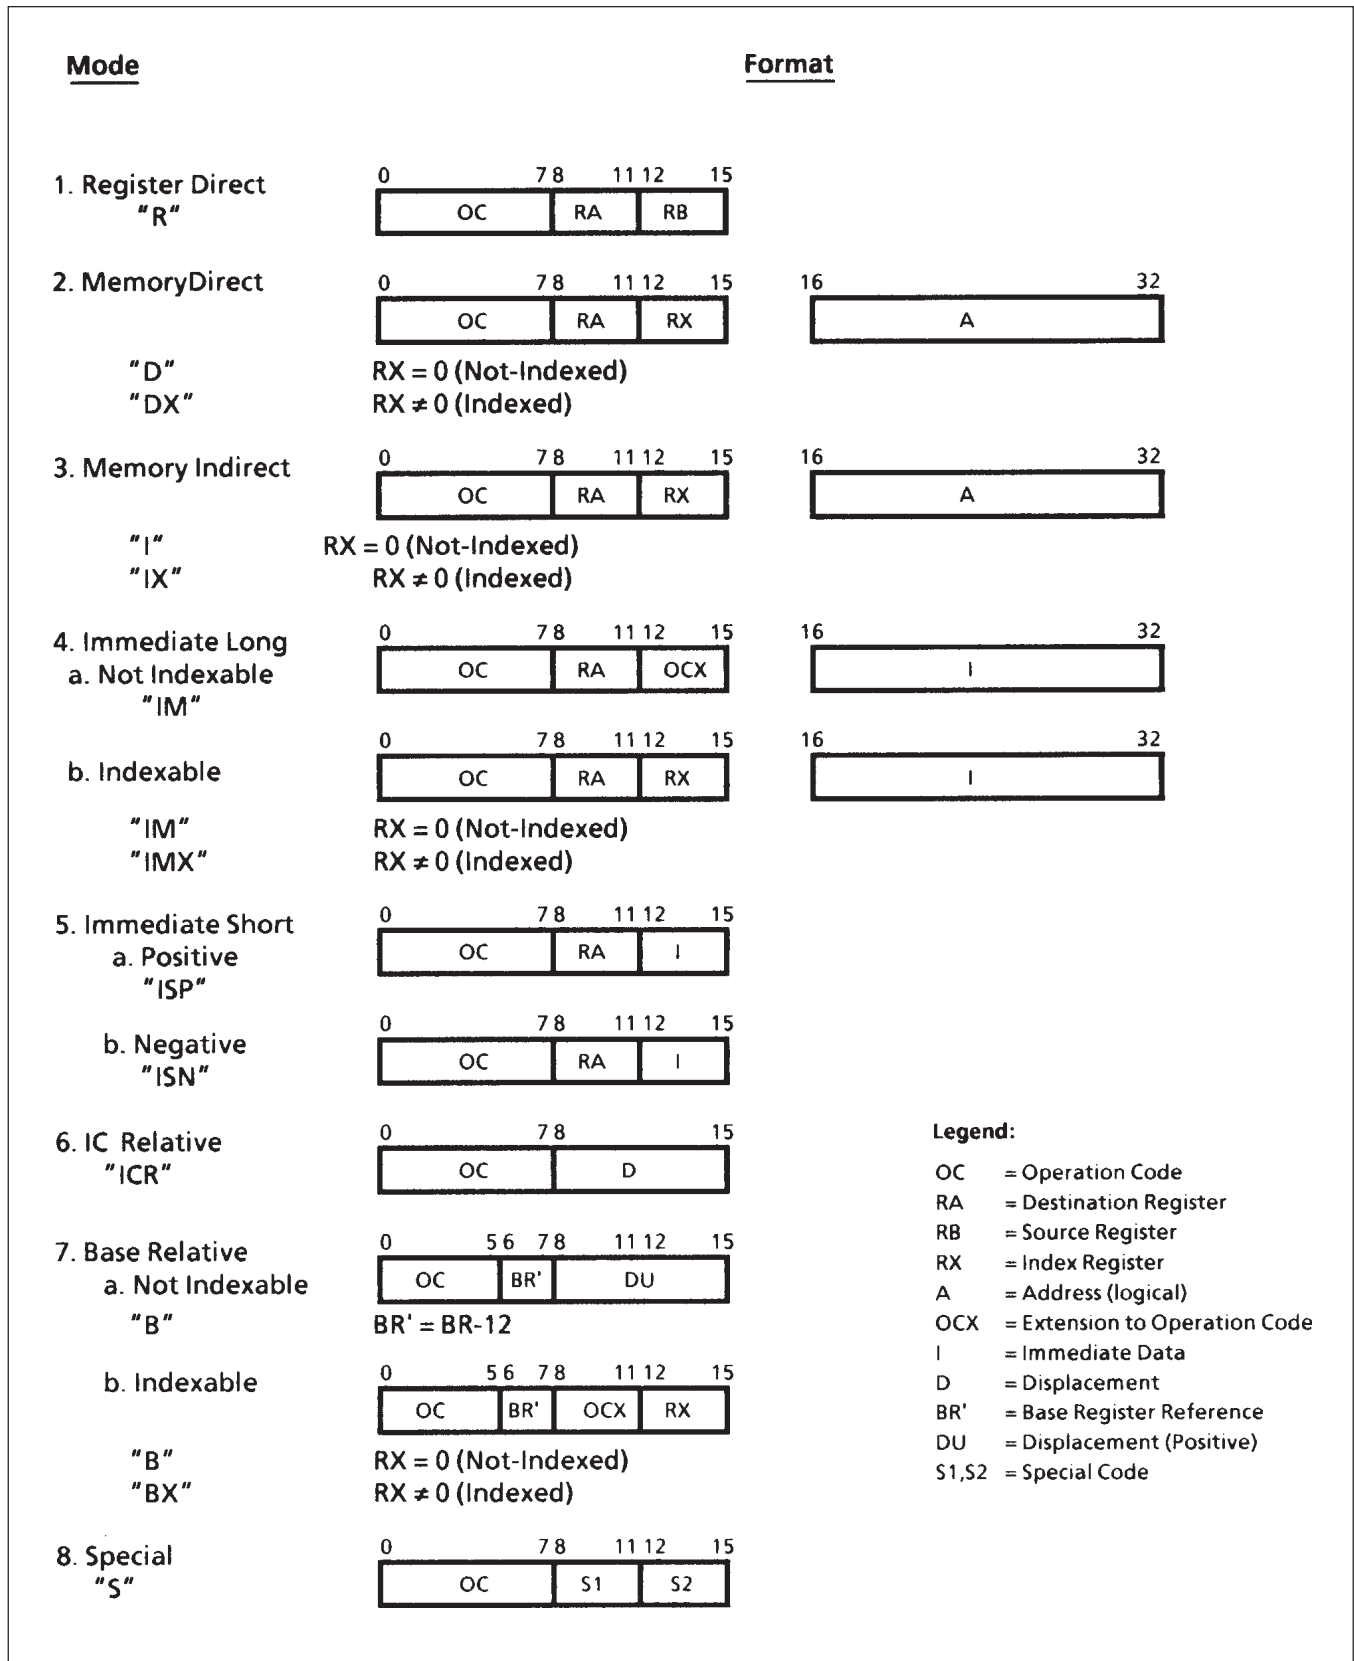 Mode Format
1. Register Direct
"R"
0 7 8 11 12 15
OC RA RB
2. MemoryDirect
0 7 8 11 12 15 16 32
OC RA RX A
"D" RX = 0 (Not-Indexed)
"DX" RX ≠ 0 (Indexed)
3. Memory Indirect
0 7 8 11 12 15 16 32
OC RA RX A
"I" RX = 0 (Not-Indexed)
"IX" RX ≠ 0 (Indexed)
4. Immediate Long
a. Not Indexable
"IM"
0 7 8 11 12 15 16 32
OC RA OCX I
b. Indexable
0 7 8 11 12 15 16 32
OC RA RX I
"IM" RX = 0 (Not-Indexed)
"IMX" RX ≠ 0 (Indexed)
5. Immediate Short
a. Positive
"ISP"
0 7 8 11 12 15
OC RA I
b. Negative
"ISN"
0 7 8 11 12 15
OC RA I
6. IC Relative
"ICR"
0 7 8 15
OC D
7. Base Relative
a. Not Indexable
0 5 6 7 8 11 12 15
OC BR' DU
"B" BR' = BR-12
b. Indexable
0 5 6 7 8 11 12 15
OC BR' OCX RX
"B" RX = 0 (Not-Indexed)
"BX" RX ≠ 0 (Indexed)
8. Special
"S"
0 7 8 11 12 15
OC S1 S2
Legend:
OC = Operation Code
RA = Destination Register
RB = Source Register
RX = Index Register
A = Address (logical)
OCX = Extension to Operation Code
I = Immediate Data
D = Displacement
BR' = Base Register Reference
DU = Displacement (Positive)
S1,S2 = Special Code